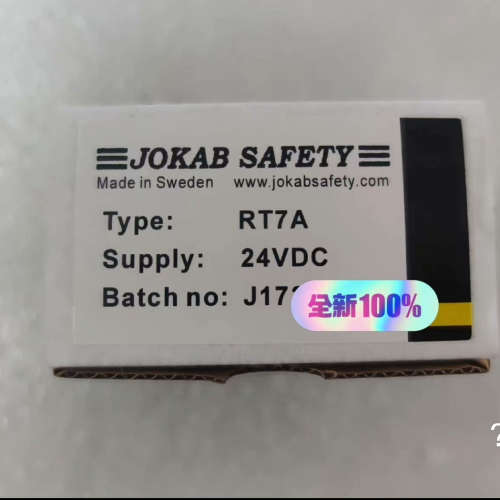 JOKAB SAFETY
Made in Sweden www.jokabsafety.com
Type: RT7A
Supply: 24VDC
Batch no:
全新100%
?